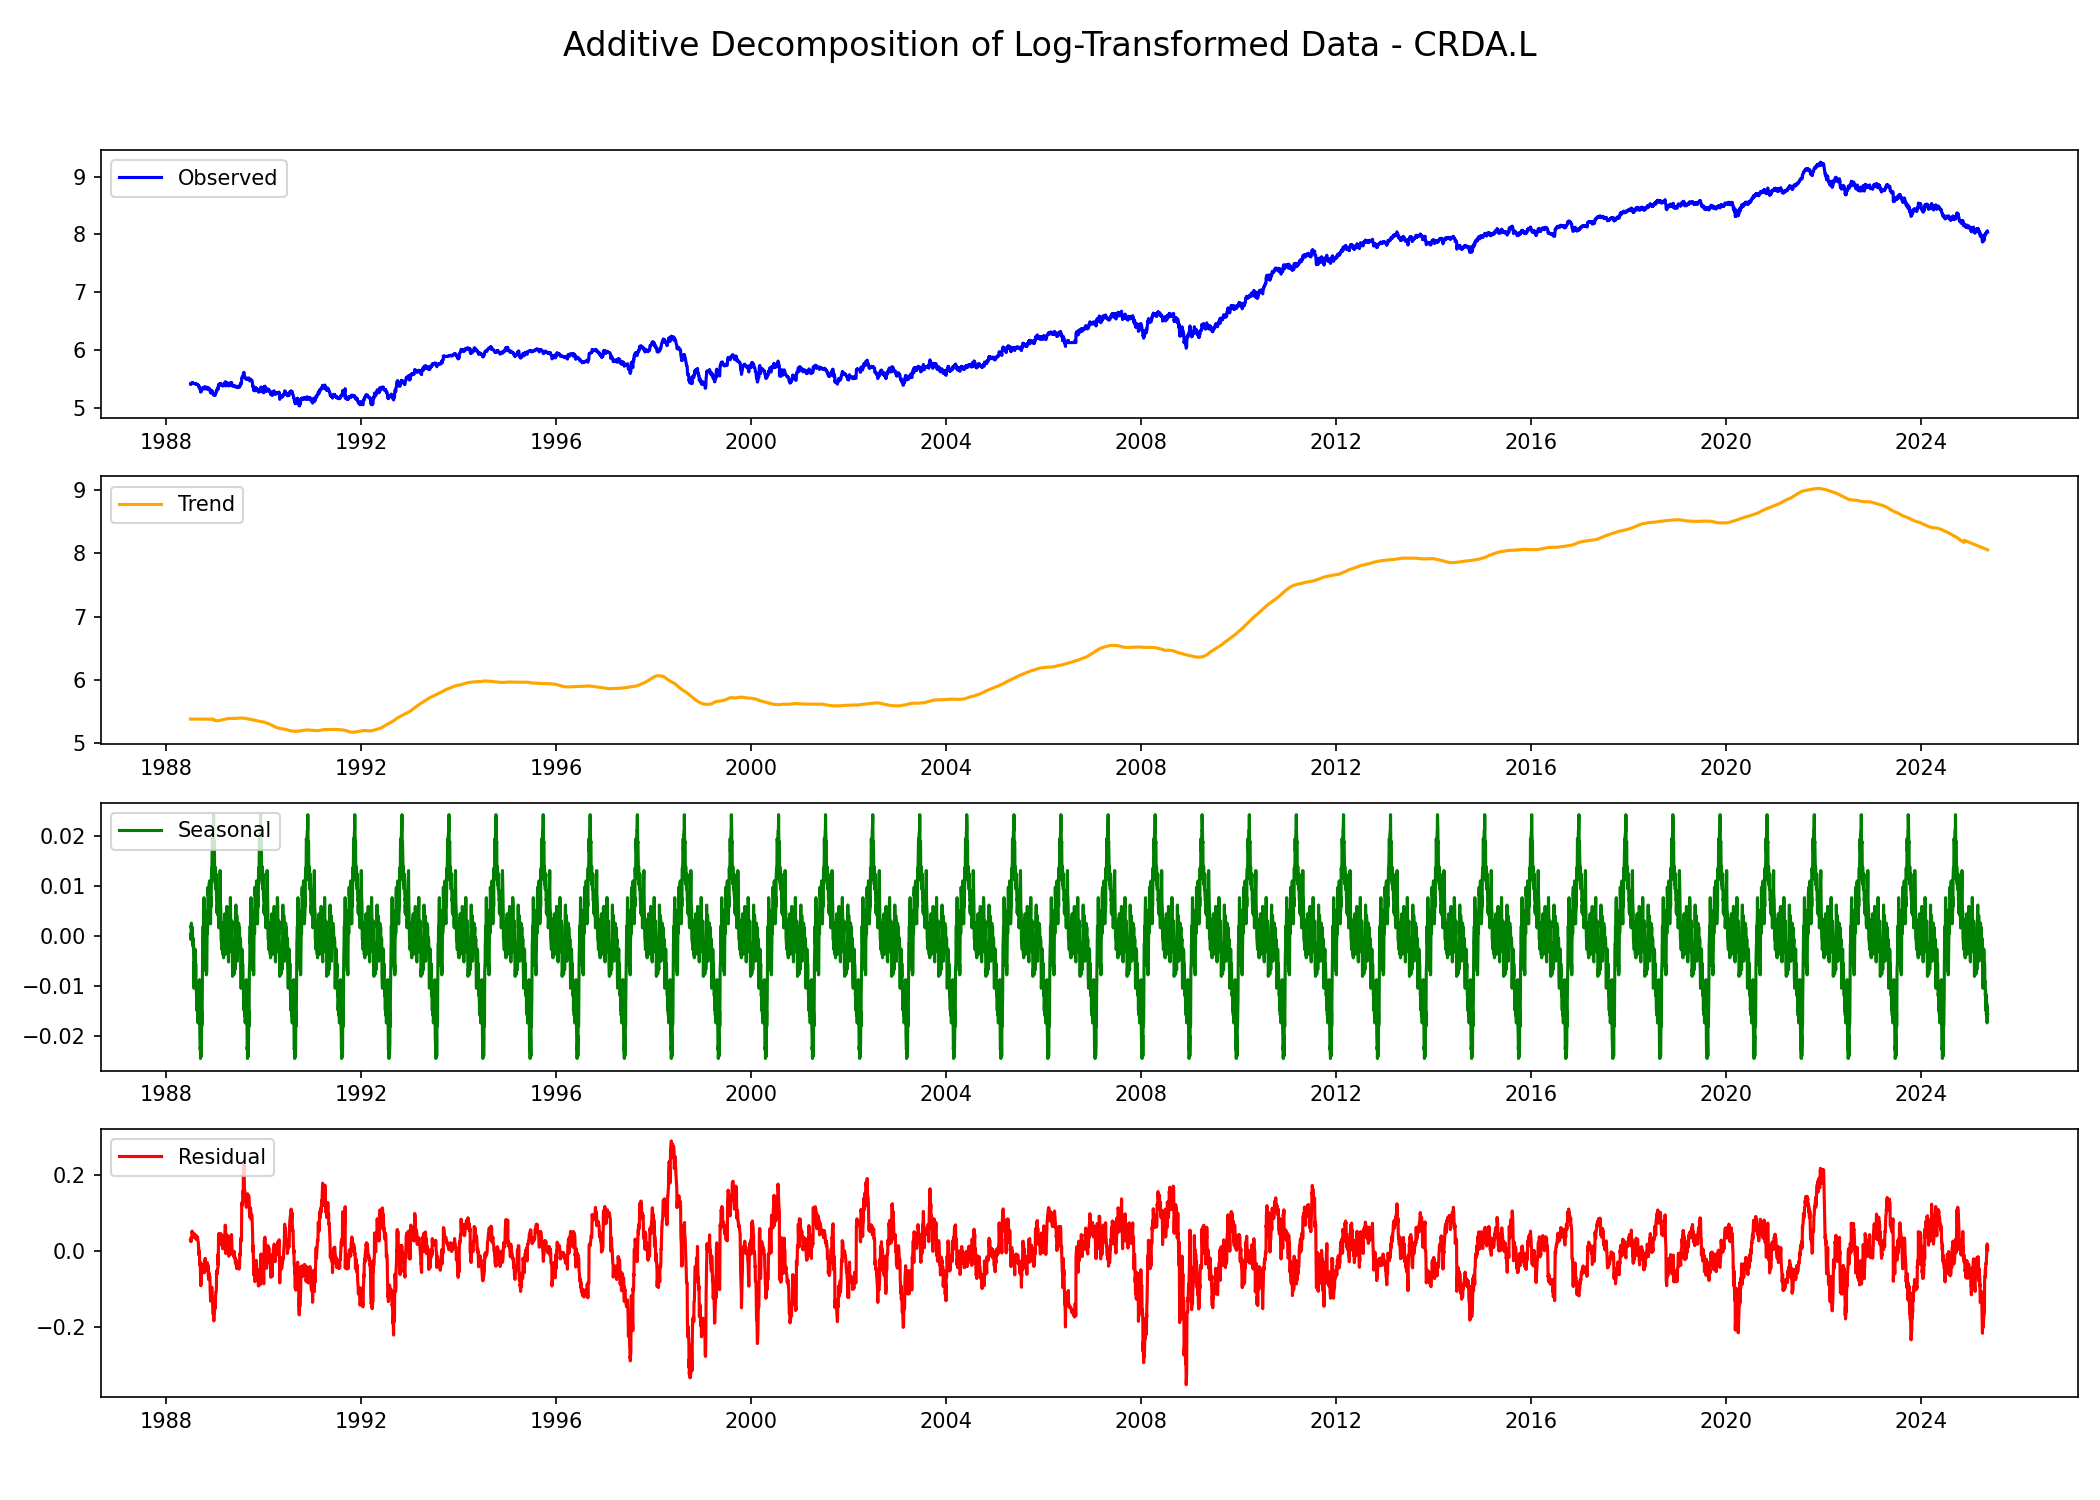 Additive Decomposition of Log-Transformed Data - CRDA.L
Observed
9
8
7
6
5
1988 1992 1996 2000 2004 2008 2012 2016 2020 2024
Trend
9
8
7
6
5
1988 1992 1996 2000 2004 2008 2012 2016 2020 2024
Seasonal
0.02
0.01
0.00
−0.01
−0.02
1988 1992 1996 2000 2004 2008 2012 2016 2020 2024
Residual
0.2
0.0
−0.2
1988 1992 1996 2000 2004 2008 2012 2016 2020 2024